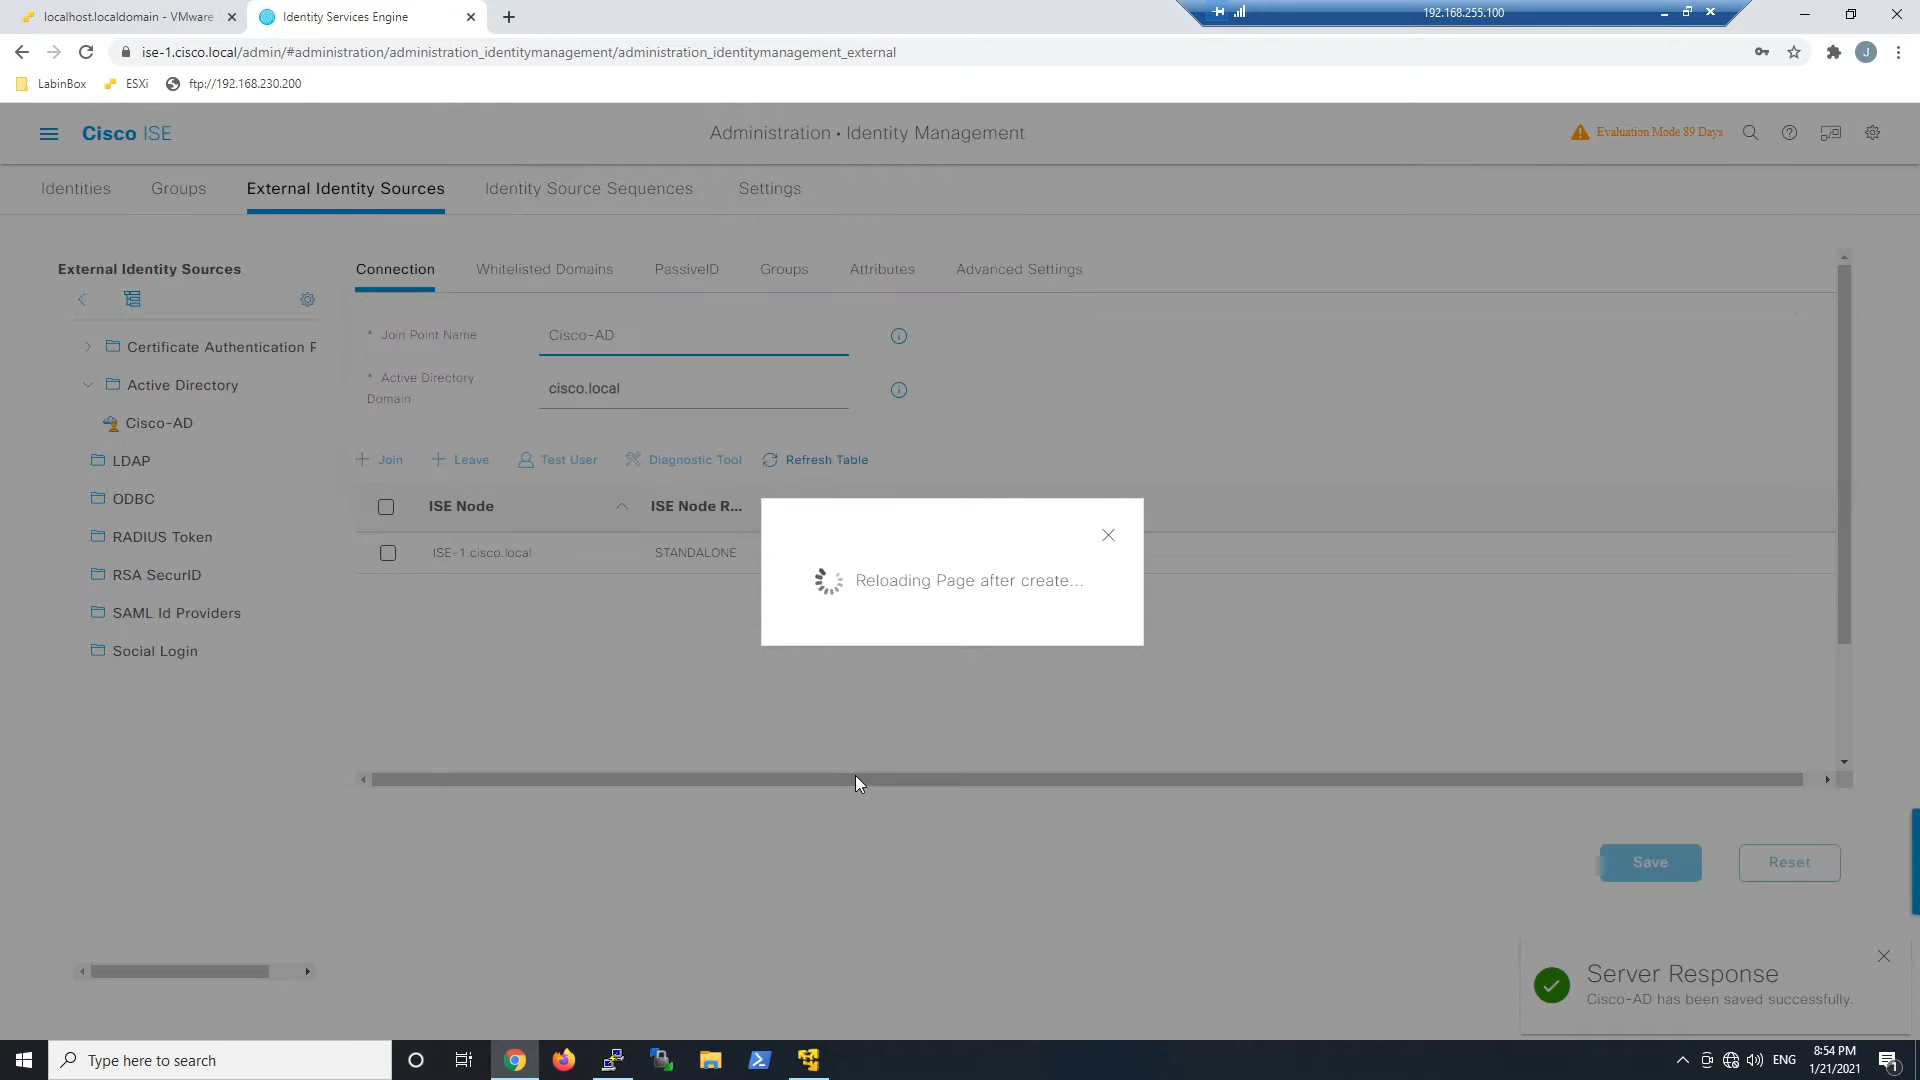 localhost.localdomain - VMware
Identity Services Engine
192.168.255.100
ise-1.cisco.local/admin/#administration/administration_identitymanagement/administration_identitymanagement_external
J
LabinBox
ESXi
ftp://192.168.230.200
Cisco ISE
Administration • Identity Management
Evaluation Mode 89 Days
Identities
Groups
External Identity Sources
Identity Source Sequences
Settings
External Identity Sources
Certificate Authentication P
Active Directory
Cisco-AD
LDAP
ODBC
RADIUS Token
RSA SecurID
SAML Id Providers
Social Login
Connection
Whitelisted Domains
PassiveID
Groups
Attributes
Advanced Settings
* Join Point Name
Cisco-AD
* Active Directory
Domain
cisco.local
Join
Leave
Test User
Diagnostic Tool
Refresh Table
ISE Node
ISE Node R...
ISE-1.cisco.local
STANDALONE
Reloading Page after create...
Save
Reset
Server Response
Cisco-AD has been saved successfully.
Type here to search
ENG
8:54 PM
1/21/2021
1